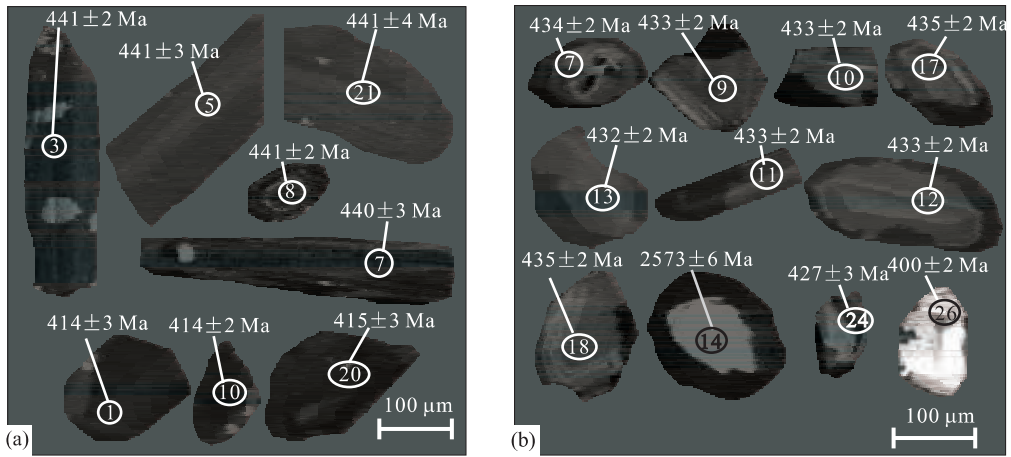 441±2 Ma
441±3 Ma
441±4 Ma
3
5
21
441±2 Ma
8
440±3 Ma
7
414±3 Ma
414±2 Ma
415±3 Ma
1
10
20
100 μm
(a)
434±2 Ma
433±2 Ma
433±2 Ma
435±2 Ma
7
9
10
17
432±2 Ma
433±2 Ma
433±2 Ma
13
11
12
435±2 Ma
2573±6 Ma
427±3 Ma
400±2 Ma
18
14
24
26
100 μm
(b)